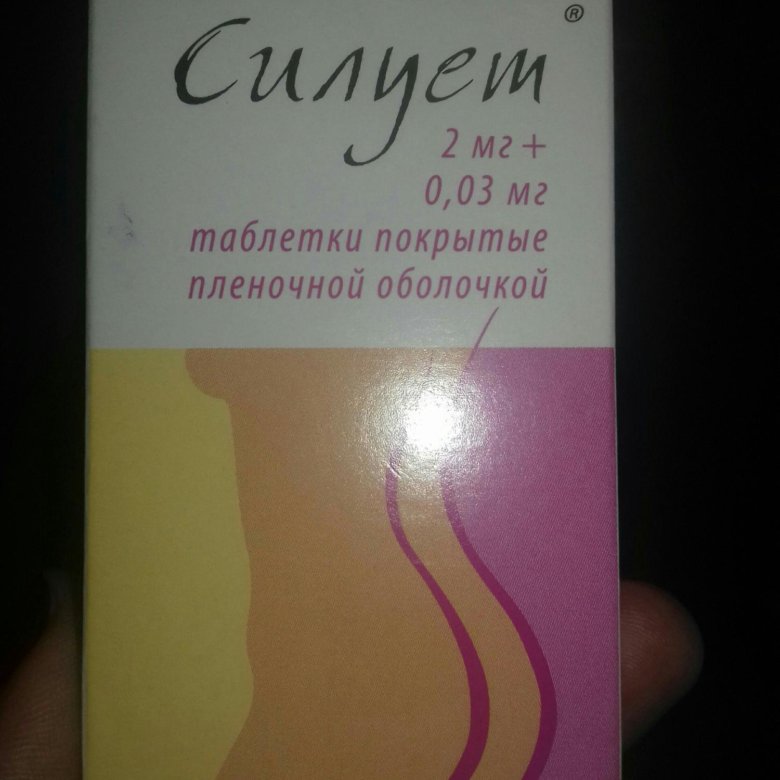 Силует ®
2 мг +
0,03 мг
таблетки покрытые
пленочной оболочкой